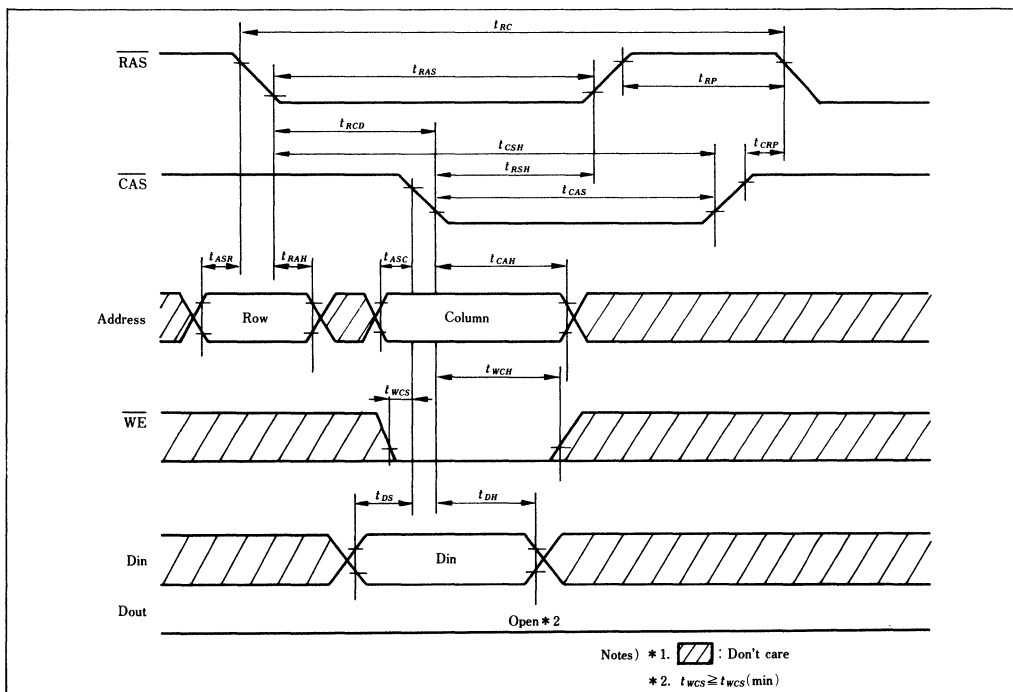 tRC
RAS
tRAS
tRP
tRCD
tCSH
tCRP
tRSH
CAS
tCAS
tASR
tRAH
tASC
tCAH
Address
Row
Column
tWCS
tWCH
WE
tDS
tDH
Din
Din
Dout
Open*2
Notes) *1. : Don't care
*2. tWCS≧tWCS(min)